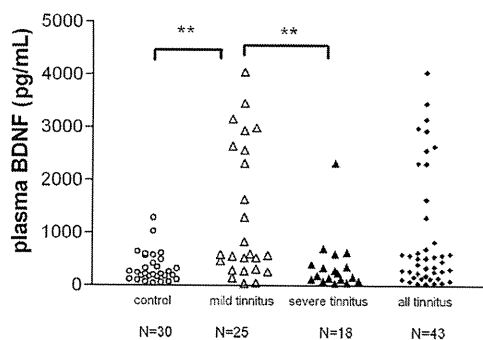 ** **
plasma BDNF (pg/mL)
5000
4000
3000
2000
1000
0
control mild tinnitus severe tinnitus all tinnitus
N=30 N=25 N=18 N=43